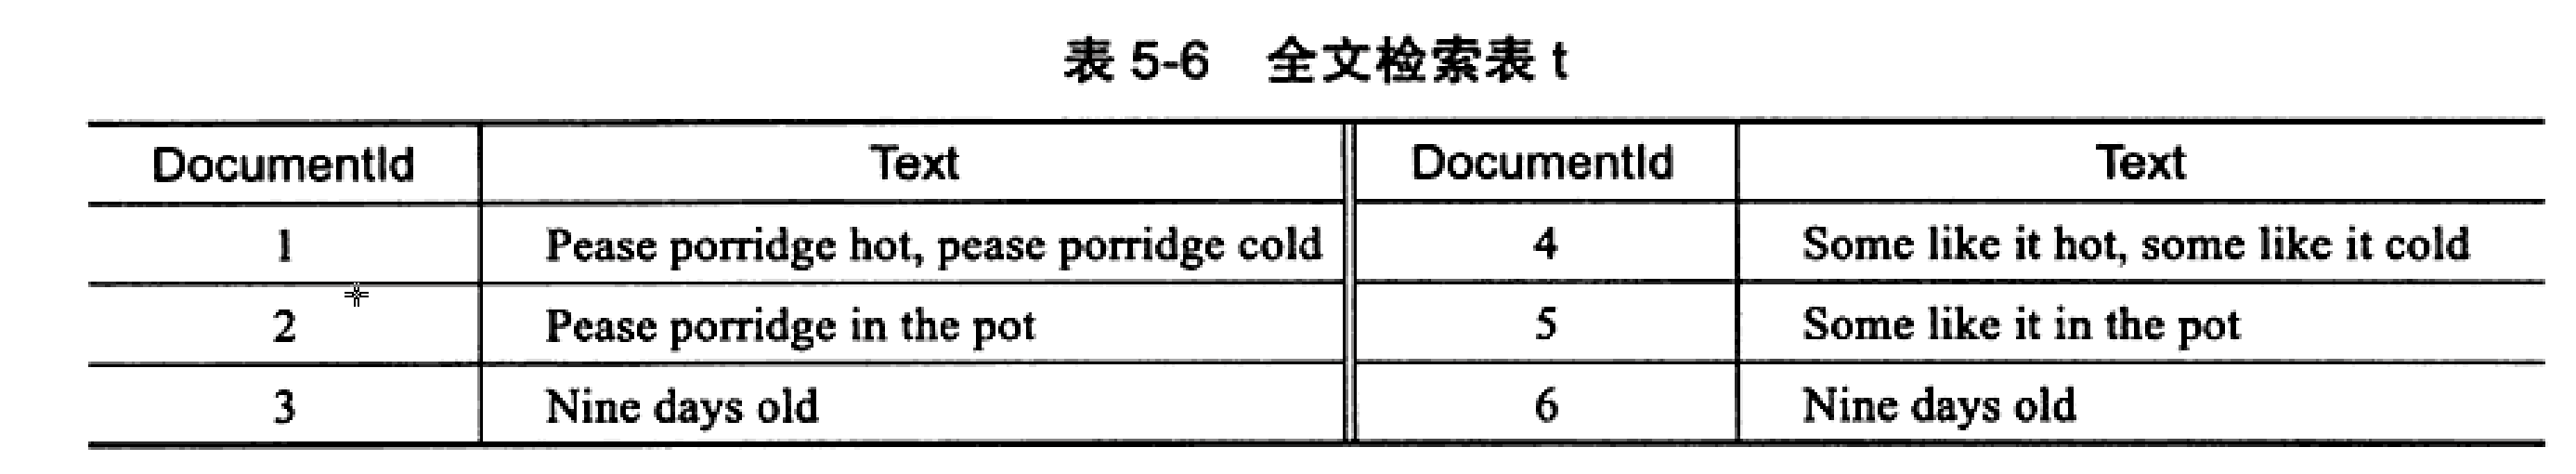 表 5-6 全文检索表 t
DocumentId Text DocumentId Text
1 Pease porridge hot, pease porridge cold 4 Some like it hot, some like it cold
2 Pease porridge in the pot 5 Some like it in the pot
3 Nine days old 6 Nine days old